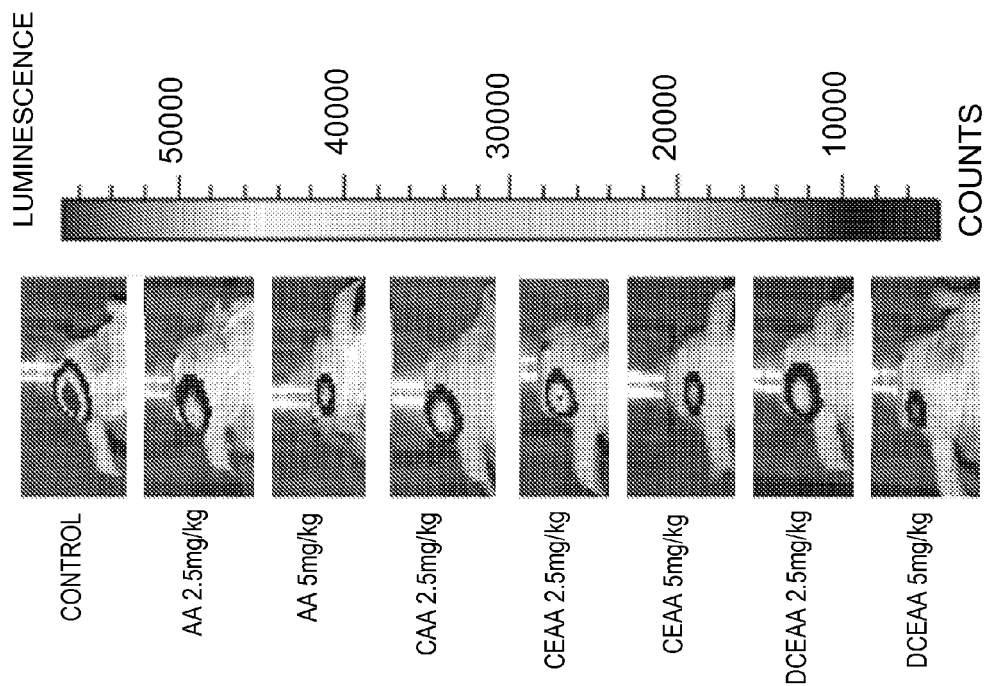 LUMINESCENCE
50000
40000
30000
20000
10000
COUNTS
CONTROL
AA 2.5mg/kg
AA 5mg/kg
CAA 2.5mg/kg
CEAA 2.5mg/kg
CEAA 5mg/kg
DCEAA 2.5mg/kg
DCEAA 5mg/kg